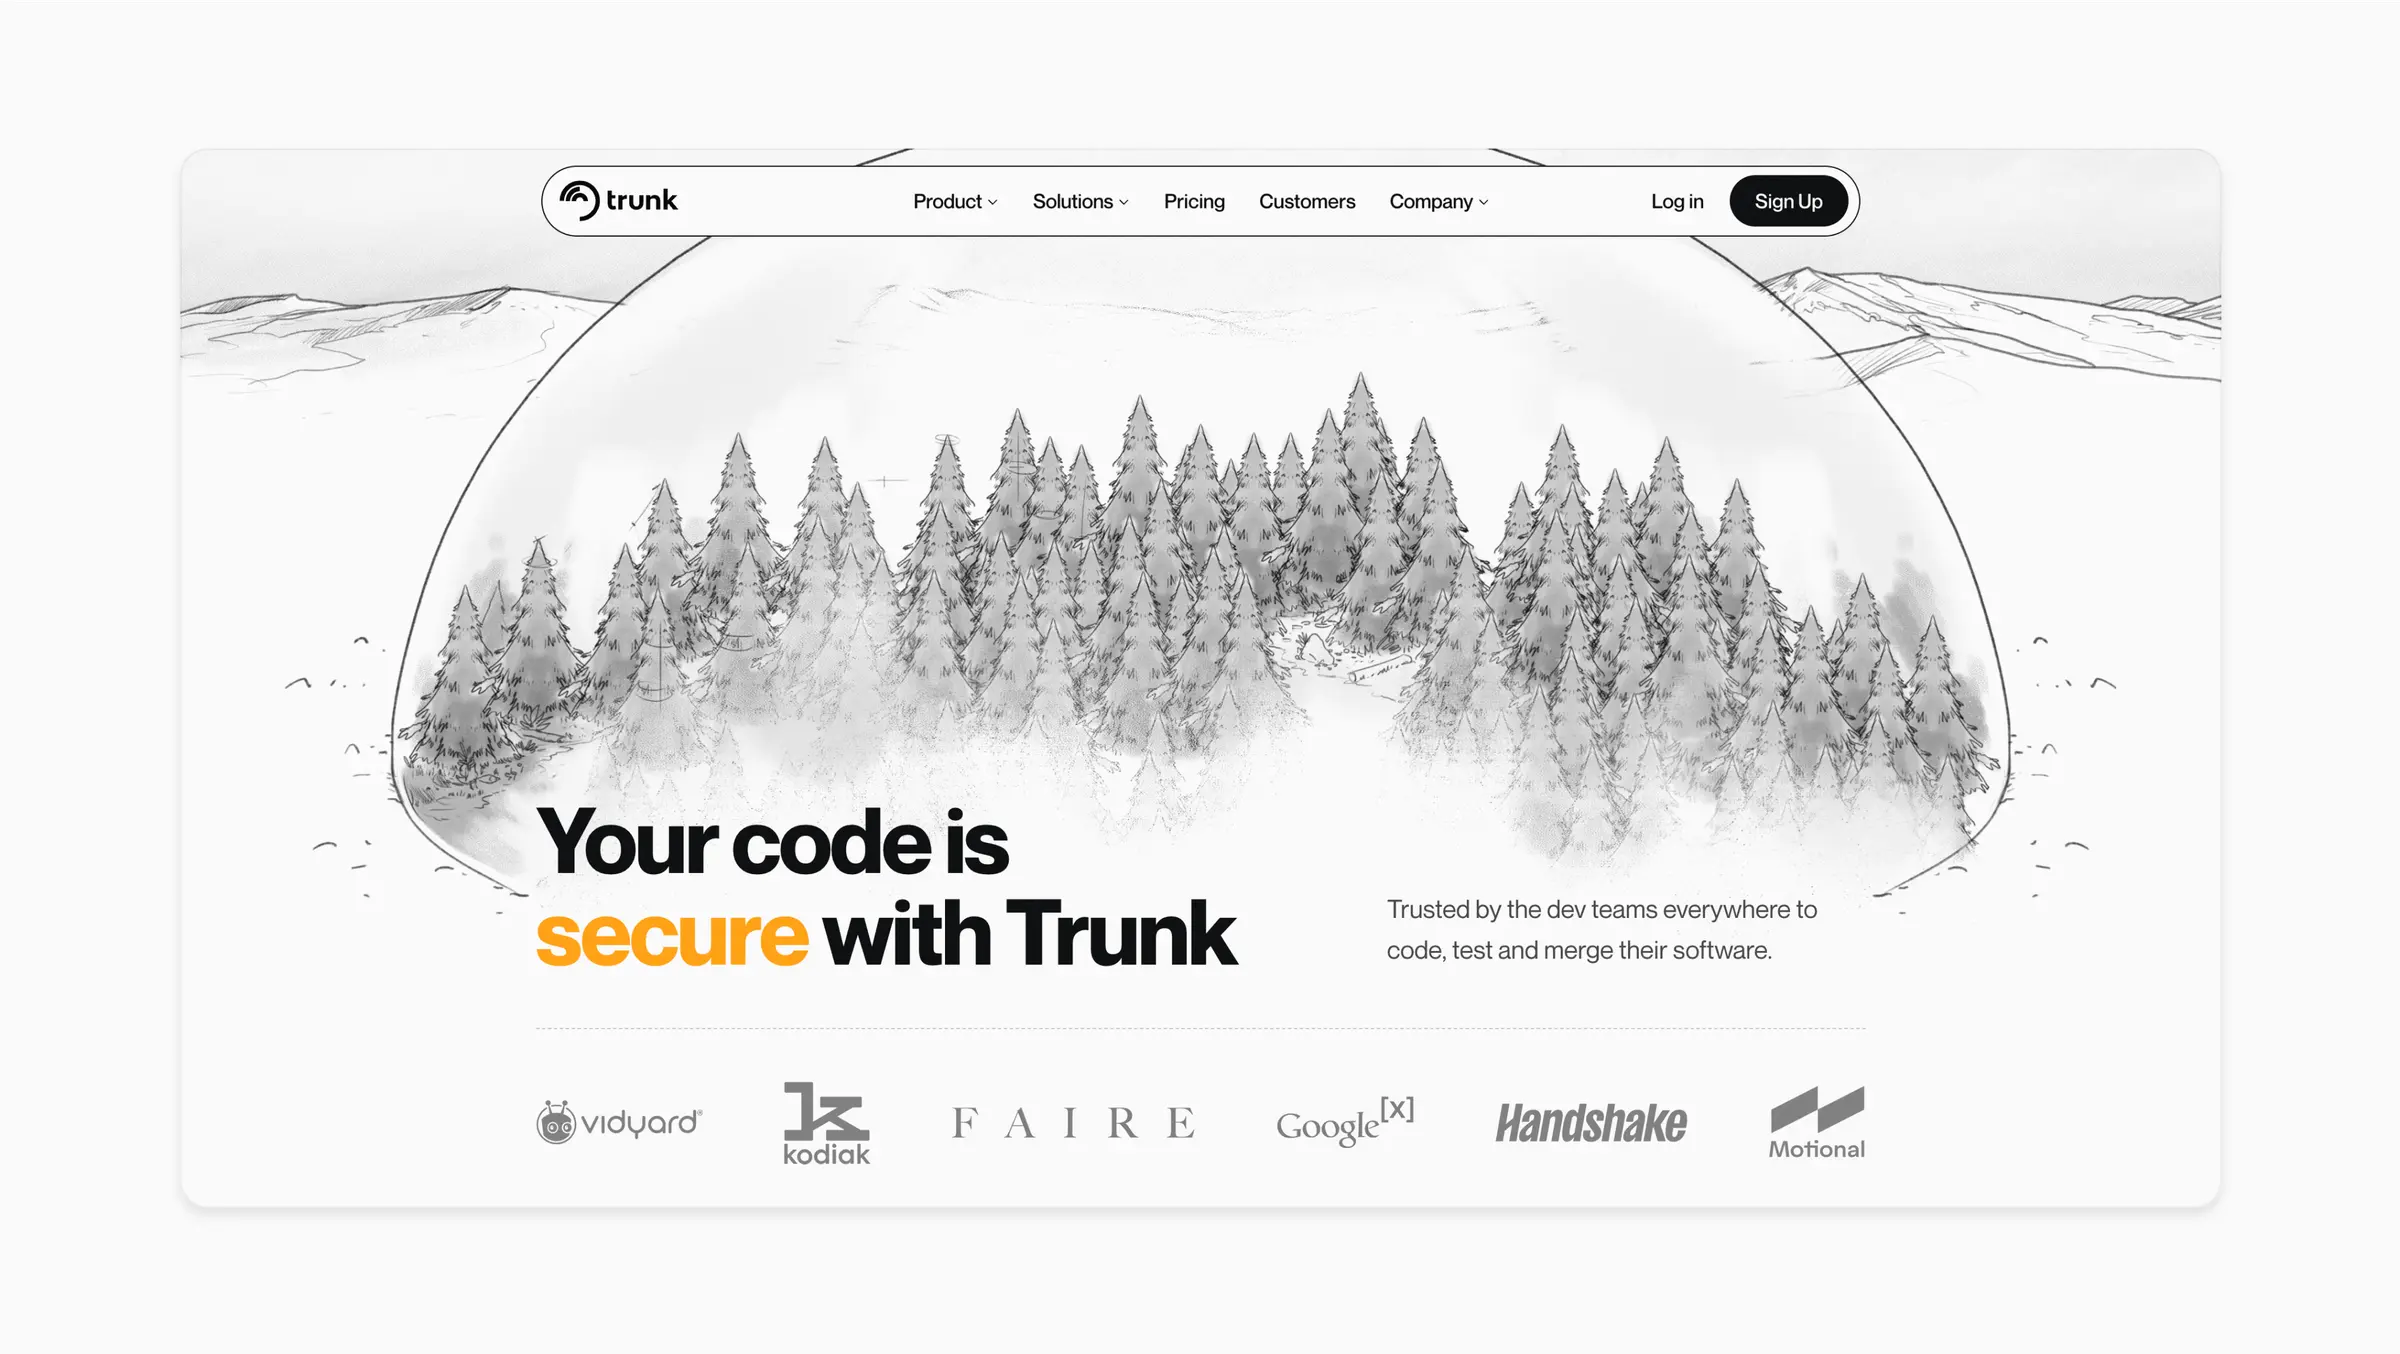 trunk
Product
Solutions
Pricing
Customers
Company
Log in
Sign Up
Your code is
secure with Trunk
Trusted by the dev teams everywhere to
code, test and merge their software.
vidyard®
kodiak
FAIRE
Google[x]
Handshake
Motional